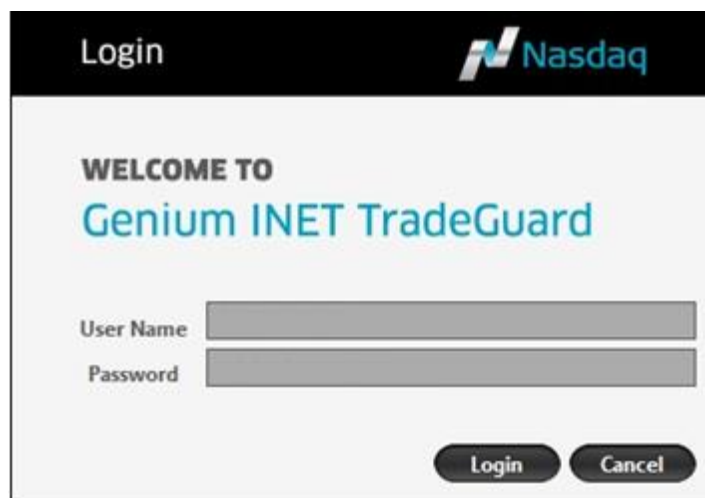 Login
Nasdaq
WELCOME TO
Genium INET TradeGuard
User Name
Password
Login Cancel